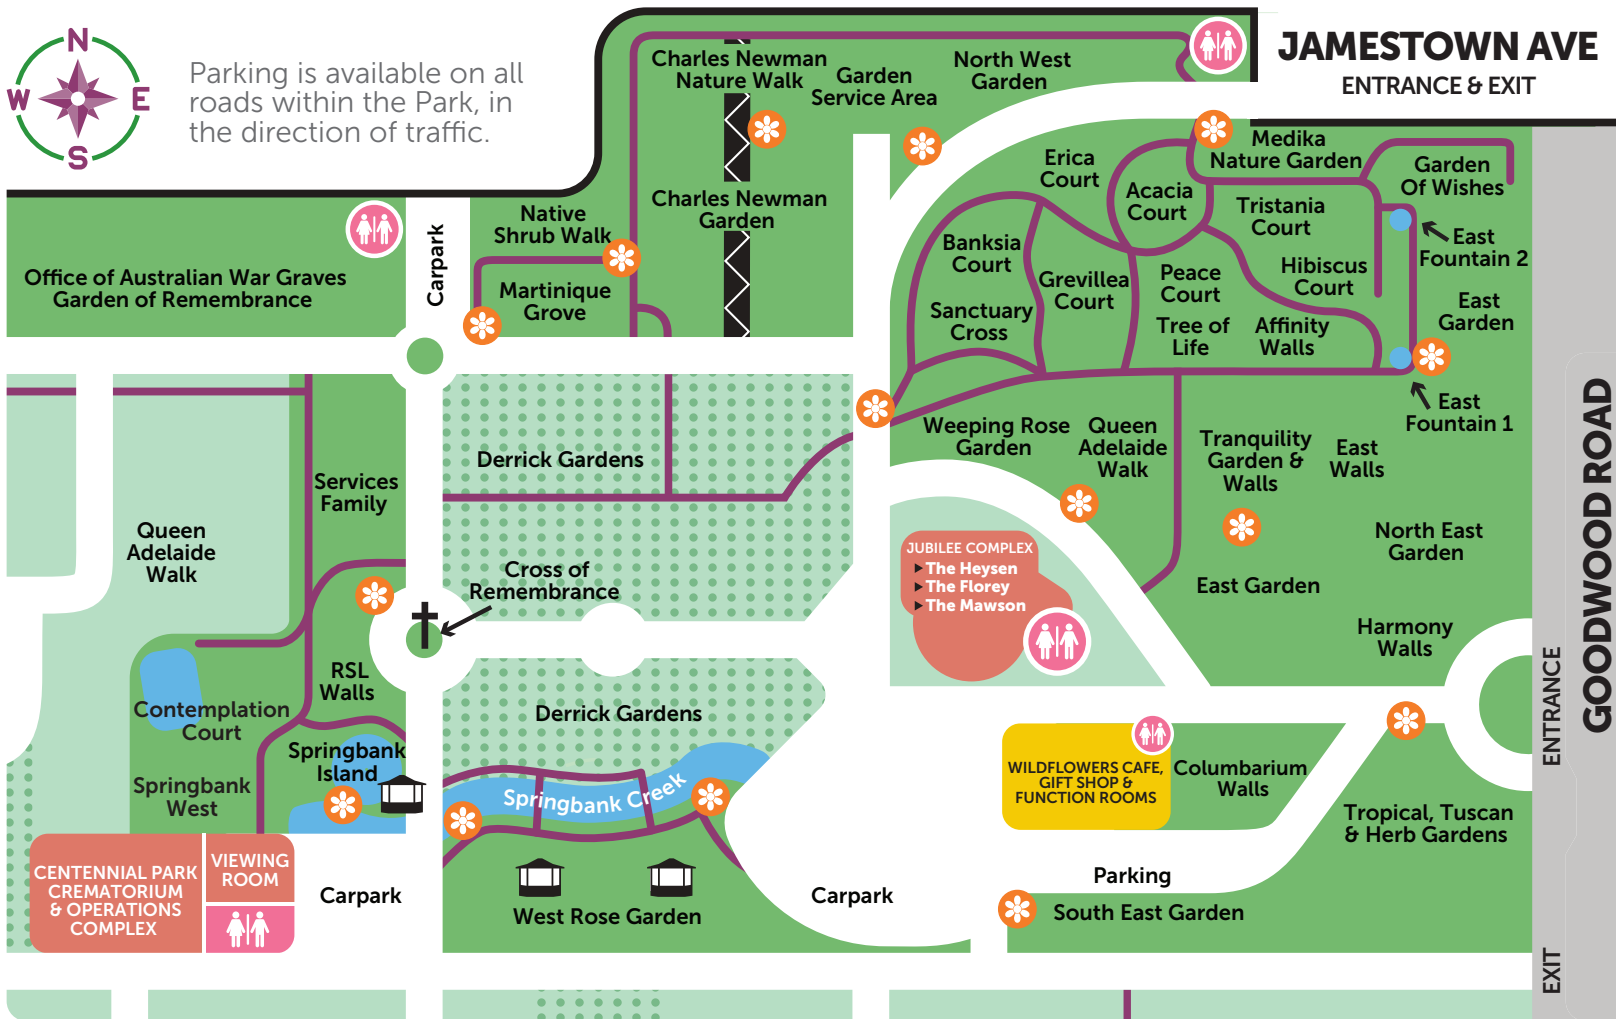 N
W
E
S
Parking is available on all
roads within the Park, in
the direction of traffic.
JAMESTOWN AVE
ENTRANCE & EXIT
Charles Newman
Nature Walk
Garden
Service Area
North West
Garden
Medika
Nature Garden
Garden
Of Wishes
Erica
Court
Acacia
Court
Tristania
Court
East
Fountain 2
Charles Newman
Garden
Native
Shrub Walk
Carpark
Office of Australian War Graves
Garden of Remembrance
Martinique
Grove
Banksia
Court
Grevillea
Court
Peace
Court
Hibiscus
Court
East
Garden
Sanctuary
Cross
Tree of
Life
Affinity
Walls
East
Fountain 1
Weeping Rose
Garden
Queen
Adelaide
Walk
Tranquility
Garden &
Walls
East
Walls
GOODWOOD ROAD
Derrick Gardens
Services
Family
Queen
Adelaide
Walk
North East
Garden
JUBILEE COMPLEX
The Heysen
The Florey
The Mawson
Cross of
Remembrance
East Garden
Harmony
Walls
ENTRANCE
RSL
Walls
Contemplation
Court
Derrick Gardens
Springbank
Island
Springbank
West
Springbank Creek
WILDFLOWERS CAFE,
GIFT SHOP &
FUNCTION ROOMS
Columbarium
Walls
Tropical, Tuscan
& Herb Gardens
CENTENNIAL PARK
CREMATORIUM
& OPERATIONS
COMPLEX
VIEWING
ROOM
Carpark
West Rose Garden
Carpark
Parking
South East Garden
EXIT